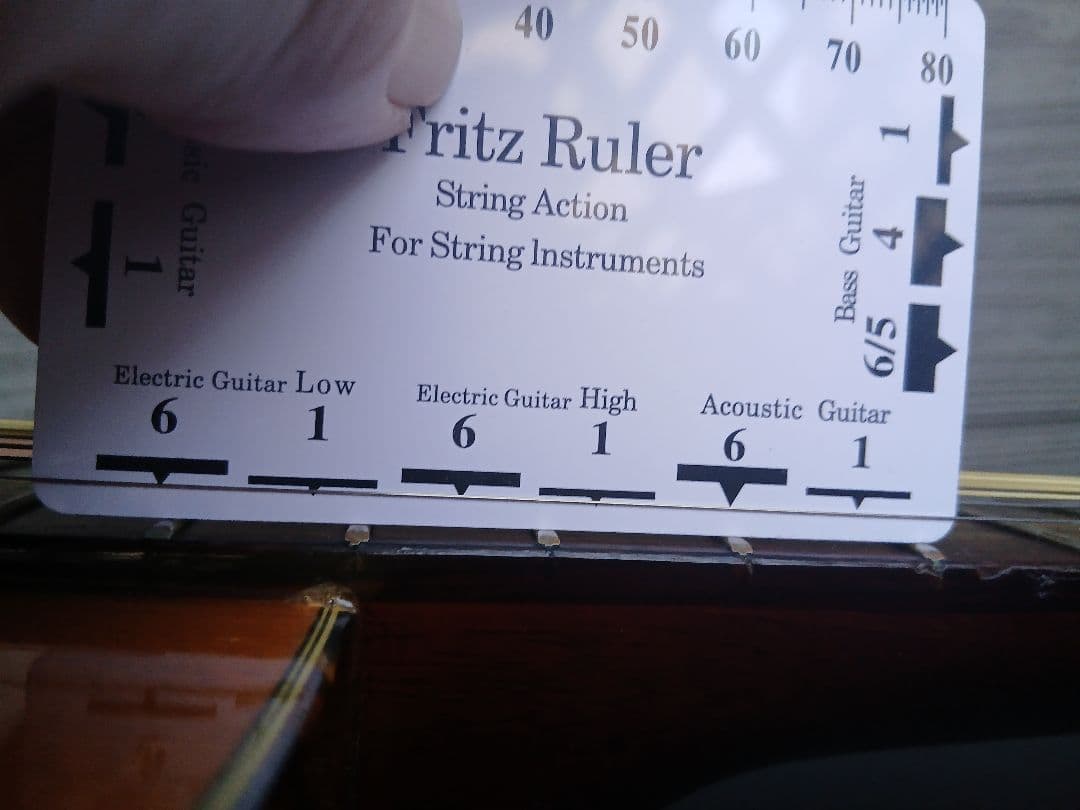 40 50 60 70 80
Fritz Ruler
String Action
For String Instruments
Guitar
1
Bass Guitar
6/5 4 1
Electric Guitar Low
6 1
Electric Guitar High
6 1
Acoustic Guitar
6 1